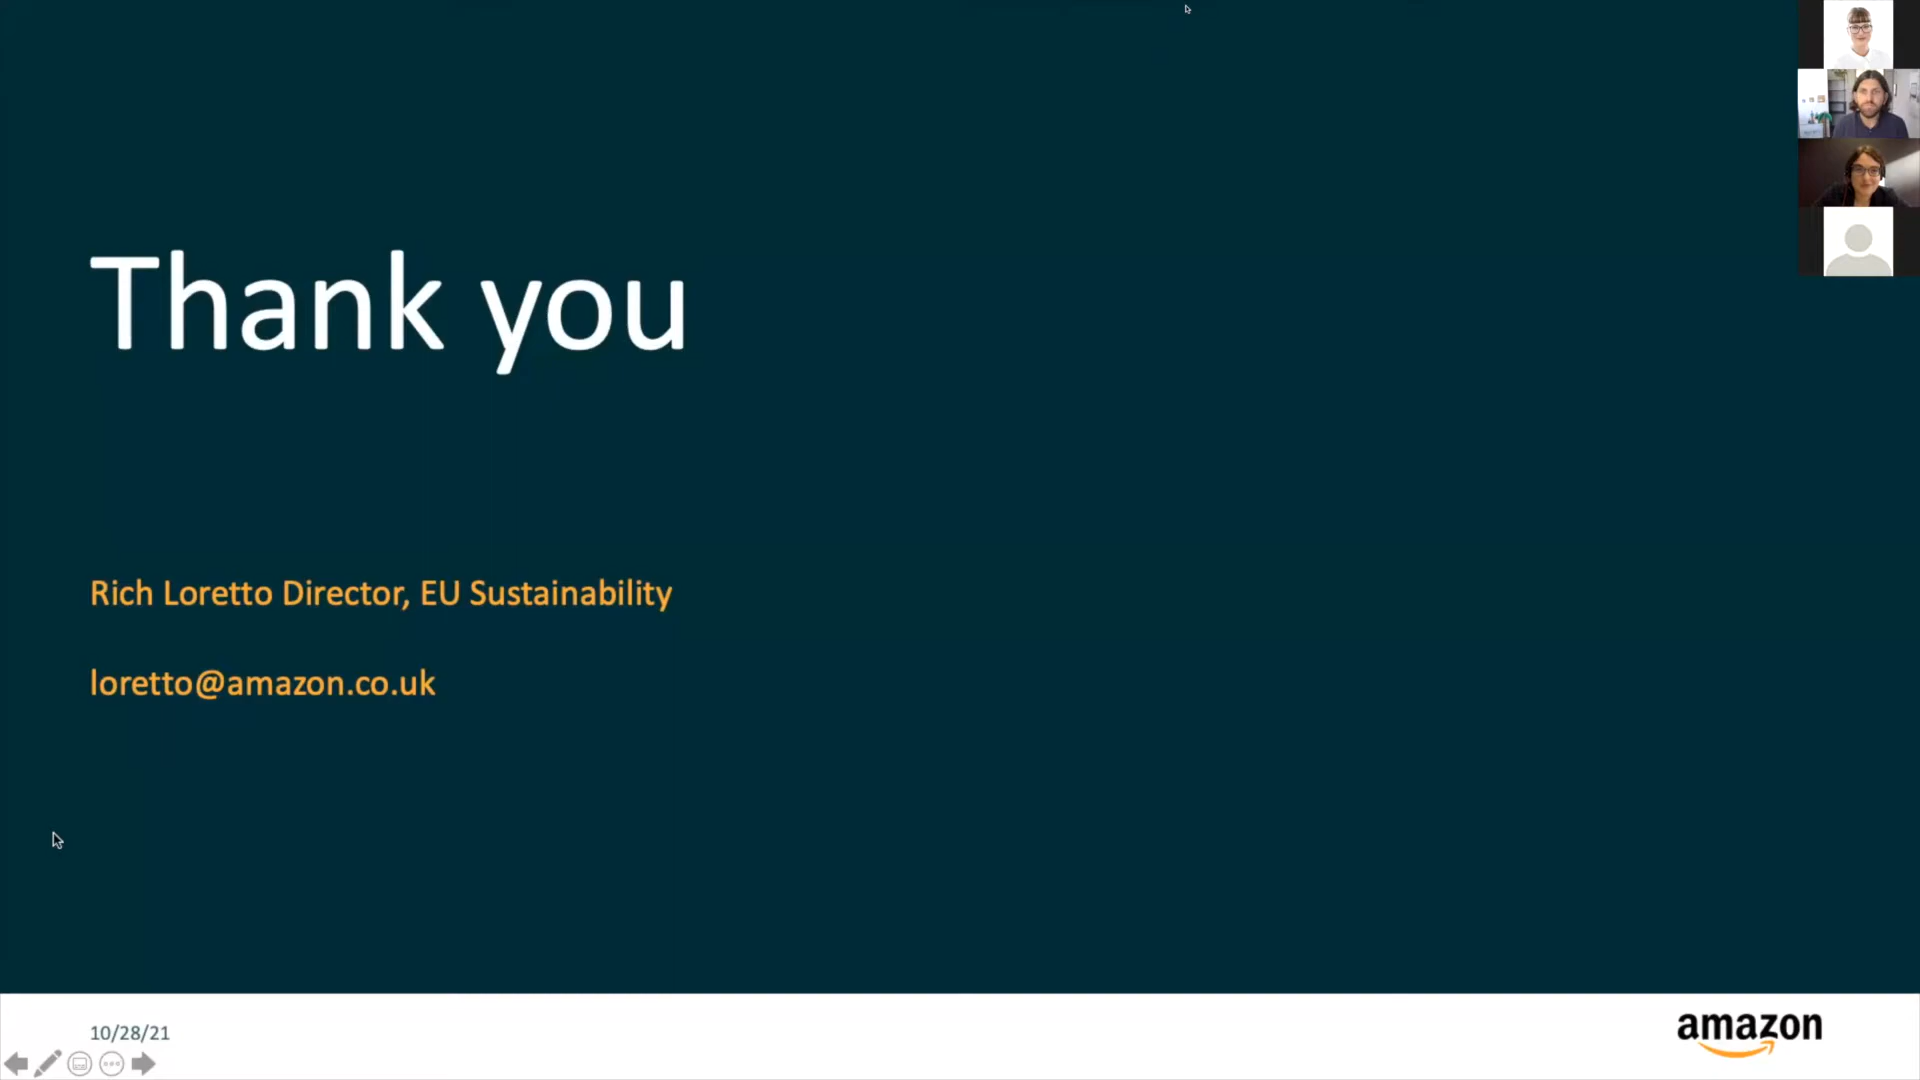 Thank you
Rich Loretto Director, EU Sustainability
loretto@amazon.co.uk
10/28/21
amazon